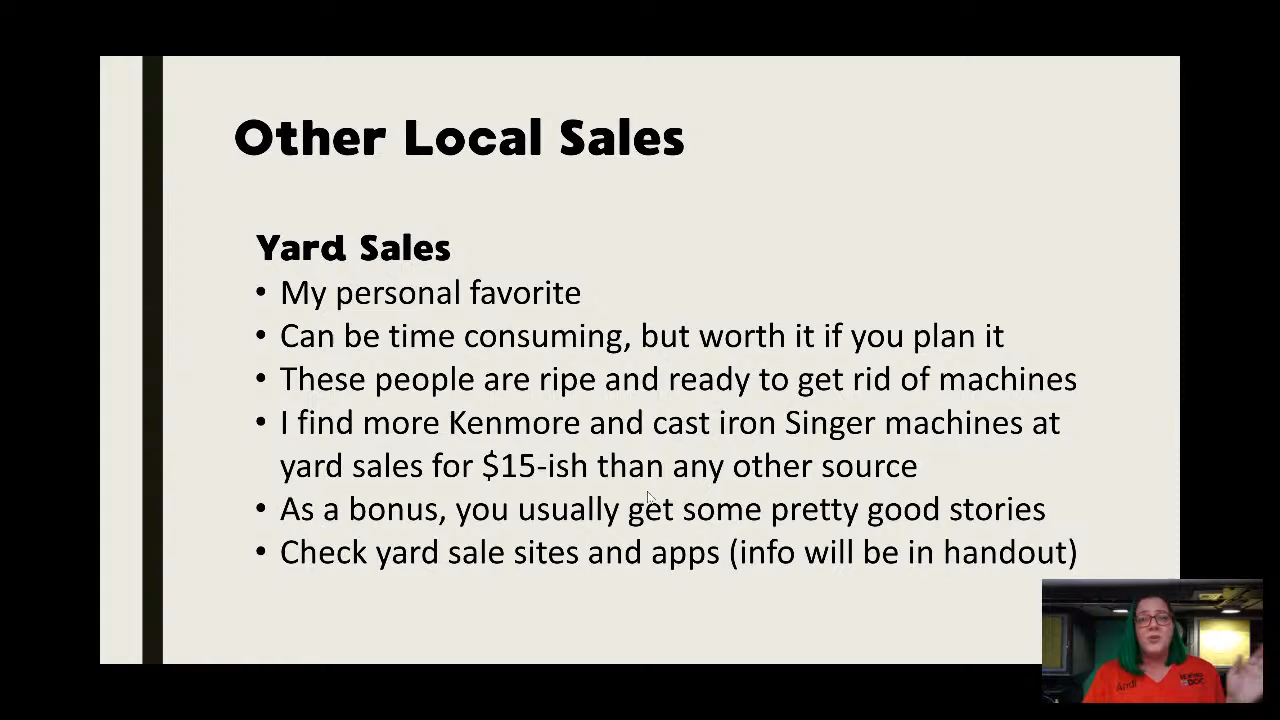 Other Local Sales
Yard Sales
• My personal favorite
• Can be time consuming, but worth it if you plan it
• These people are ripe and ready to get rid of machines
• I find more Kenmore and cast iron Singer machines at
yard sales for $15-ish than any other source
• As a bonus, you usually get some pretty good stories
• Check yard sale sites and apps (info will be in handout)
Andi
DOC